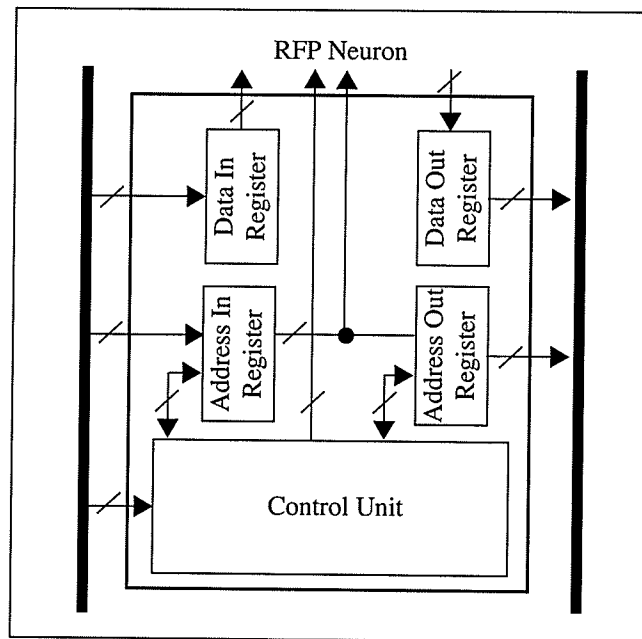 RFP Neuron
Data In
Register
Data Out
Register
Address In
Register
Address Out
Register
Control Unit